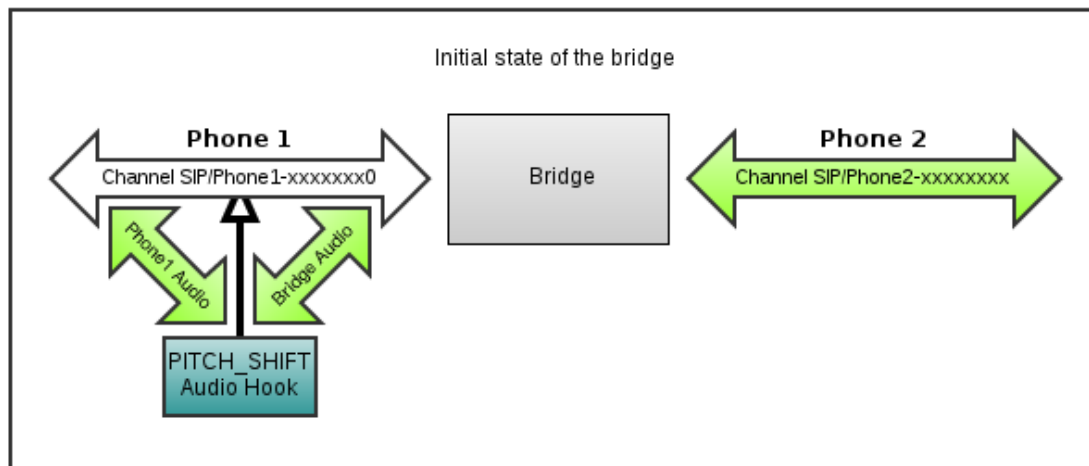 Initial state of the bridge
Phone 1
Channel SIP/Phone1-xxxxxxx0
Bridge
Phone 2
Channel SIP/Phone2-xxxxxxxx
Phone1 Audio
Bridge Audio
PITCH_SHIFT
Audio Hook